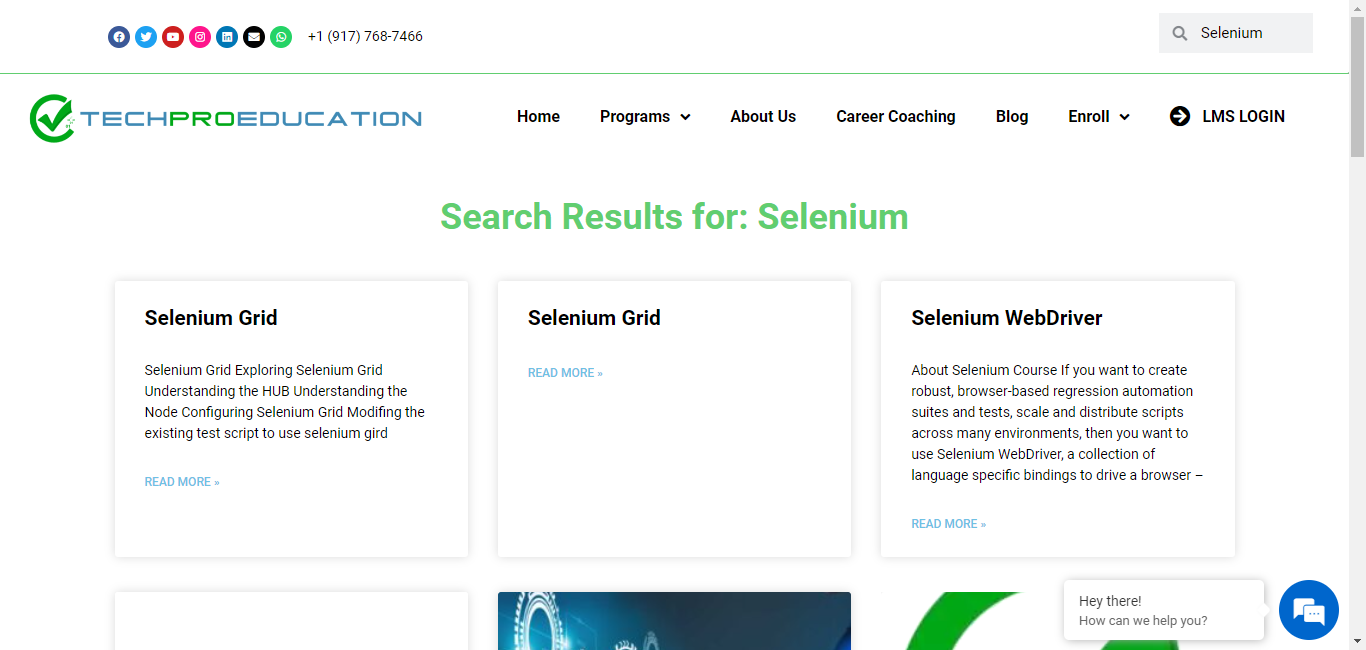 +1 (917) 768-7466
Selenium
TECHPROEDUCATION
Home
Programs
About Us
Career Coaching
Blog
Enroll
LMS LOGIN
Search Results for: Selenium
Selenium Grid
Selenium Grid Exploring Selenium Grid
Understanding the HUB Understanding the
Node Configuring Selenium Grid Modifing the
existing test script to use selenium gird
READ MORE »
Selenium Grid
READ MORE »
Selenium WebDriver
About Selenium Course If you want to create
robust, browser-based regression automation
suites and tests, scale and distribute scripts
across many environments, then you want to
use Selenium WebDriver, a collection of
language specific bindings to drive a browser –
READ MORE »
Hey there!
How can we help you?